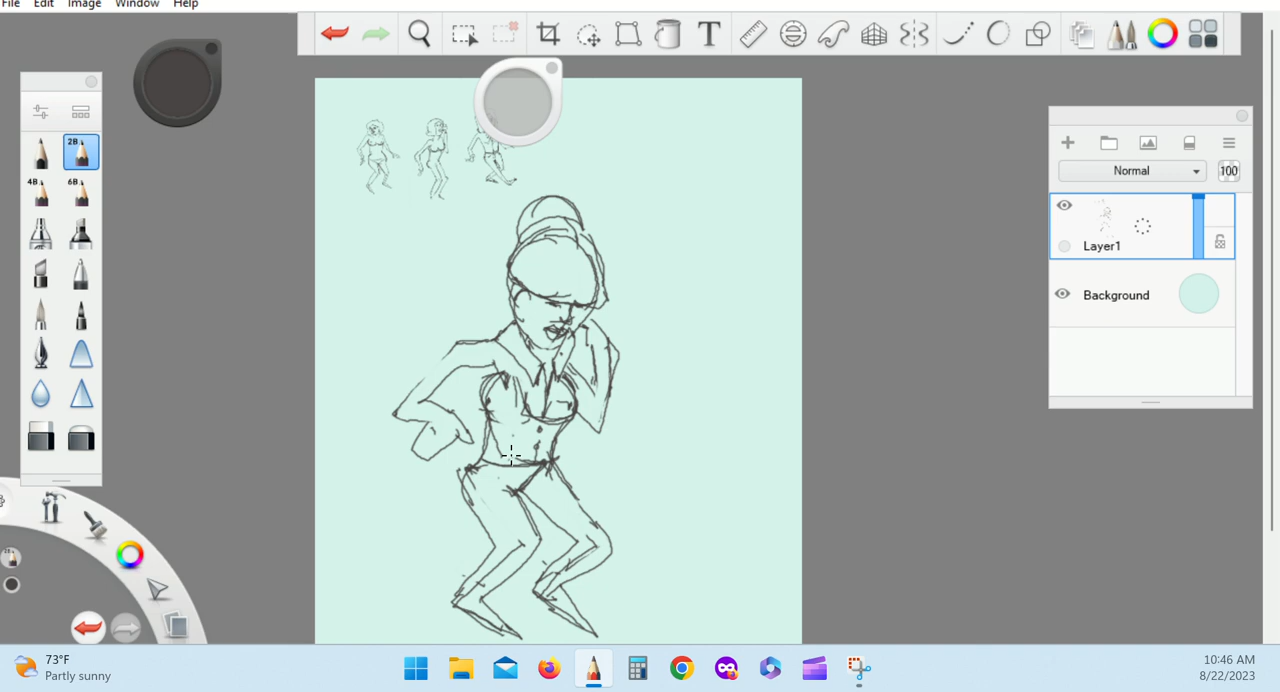 File Edit Image Window Help
T
2B
4B 6B
Normal 100
Layer1
Background
73°F
Partly sunny
10:46 AM
8/22/2023